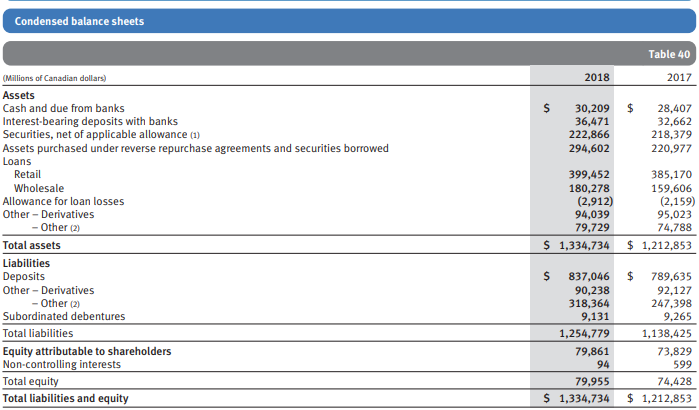 Condensed balance sheets
Table 40
(Millions of Canadian dollars) 2018 2017
Assets
Cash and due from banks $ 30,209 $ 28,407
Interest-bearing deposits with banks 36,471 32,662
Securities, net of applicable allowance (1) 222,866 218,379
Assets purchased under reverse repurchase agreements and securities borrowed 294,602 220,977
Loans
Retail 399,452 385,170
Wholesale 180,278 159,606
Allowance for loan losses (2,912) (2,159)
Other – Derivatives 94,039 95,023
– Other (2) 79,729 74,788
Total assets $ 1,334,734 $ 1,212,853
Liabilities
Deposits $ 837,046 $ 789,635
Other – Derivatives 90,238 92,127
– Other (2) 318,364 247,398
Subordinated debentures 9,131 9,265
Total liabilities 1,254,779 1,138,425
Equity attributable to shareholders 79,861 73,829
Non-controlling interests 94 599
Total equity 79,955 74,428
Total liabilities and equity $ 1,334,734 $ 1,212,853